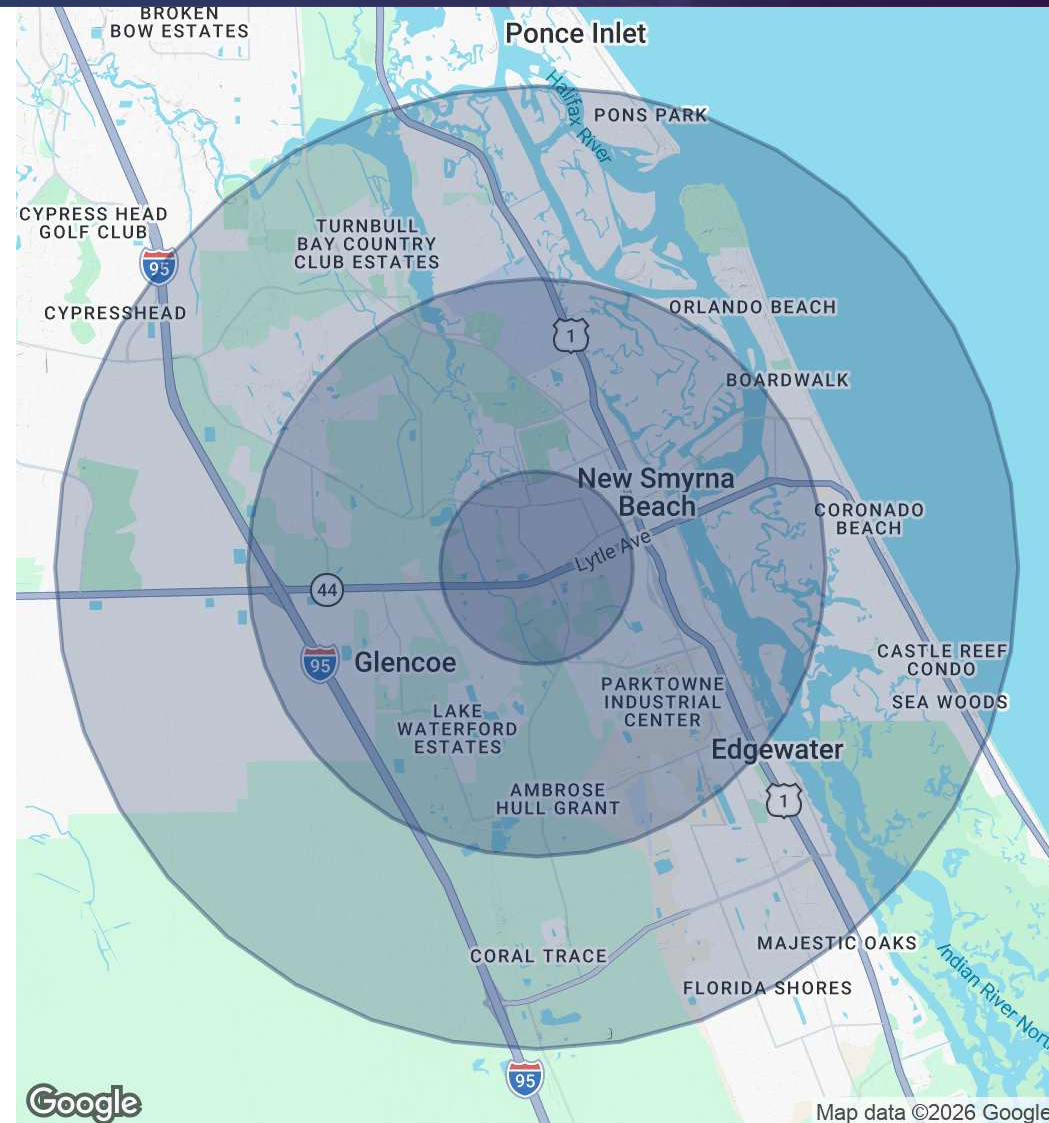 BROKEN
BOW ESTATES
Ponce Inlet
Halifax River
PONS PARK
CYPRESS HEAD
GOLF CLUB
TURNBULL
BAY COUNTRY
CLUB ESTATES
95
CYPRESSHEAD
ORLANDO BEACH
1
BOARDWALK
New Smyrna
Beach
CORONADO
BEACH
Lytle Ave
44
95
Glencoe
CASTLE REEF
CONDO
PARKTOWNE
INDUSTRIAL
CENTER
SEA WOODS
LAKE
WATERFORD
ESTATES
Edgewater
AMBROSE
HULL GRANT
1
CORAL TRACE
MAJESTIC OAKS
FLORIDA SHORES
Indian River North
95
Google
Map data ©2026 Google